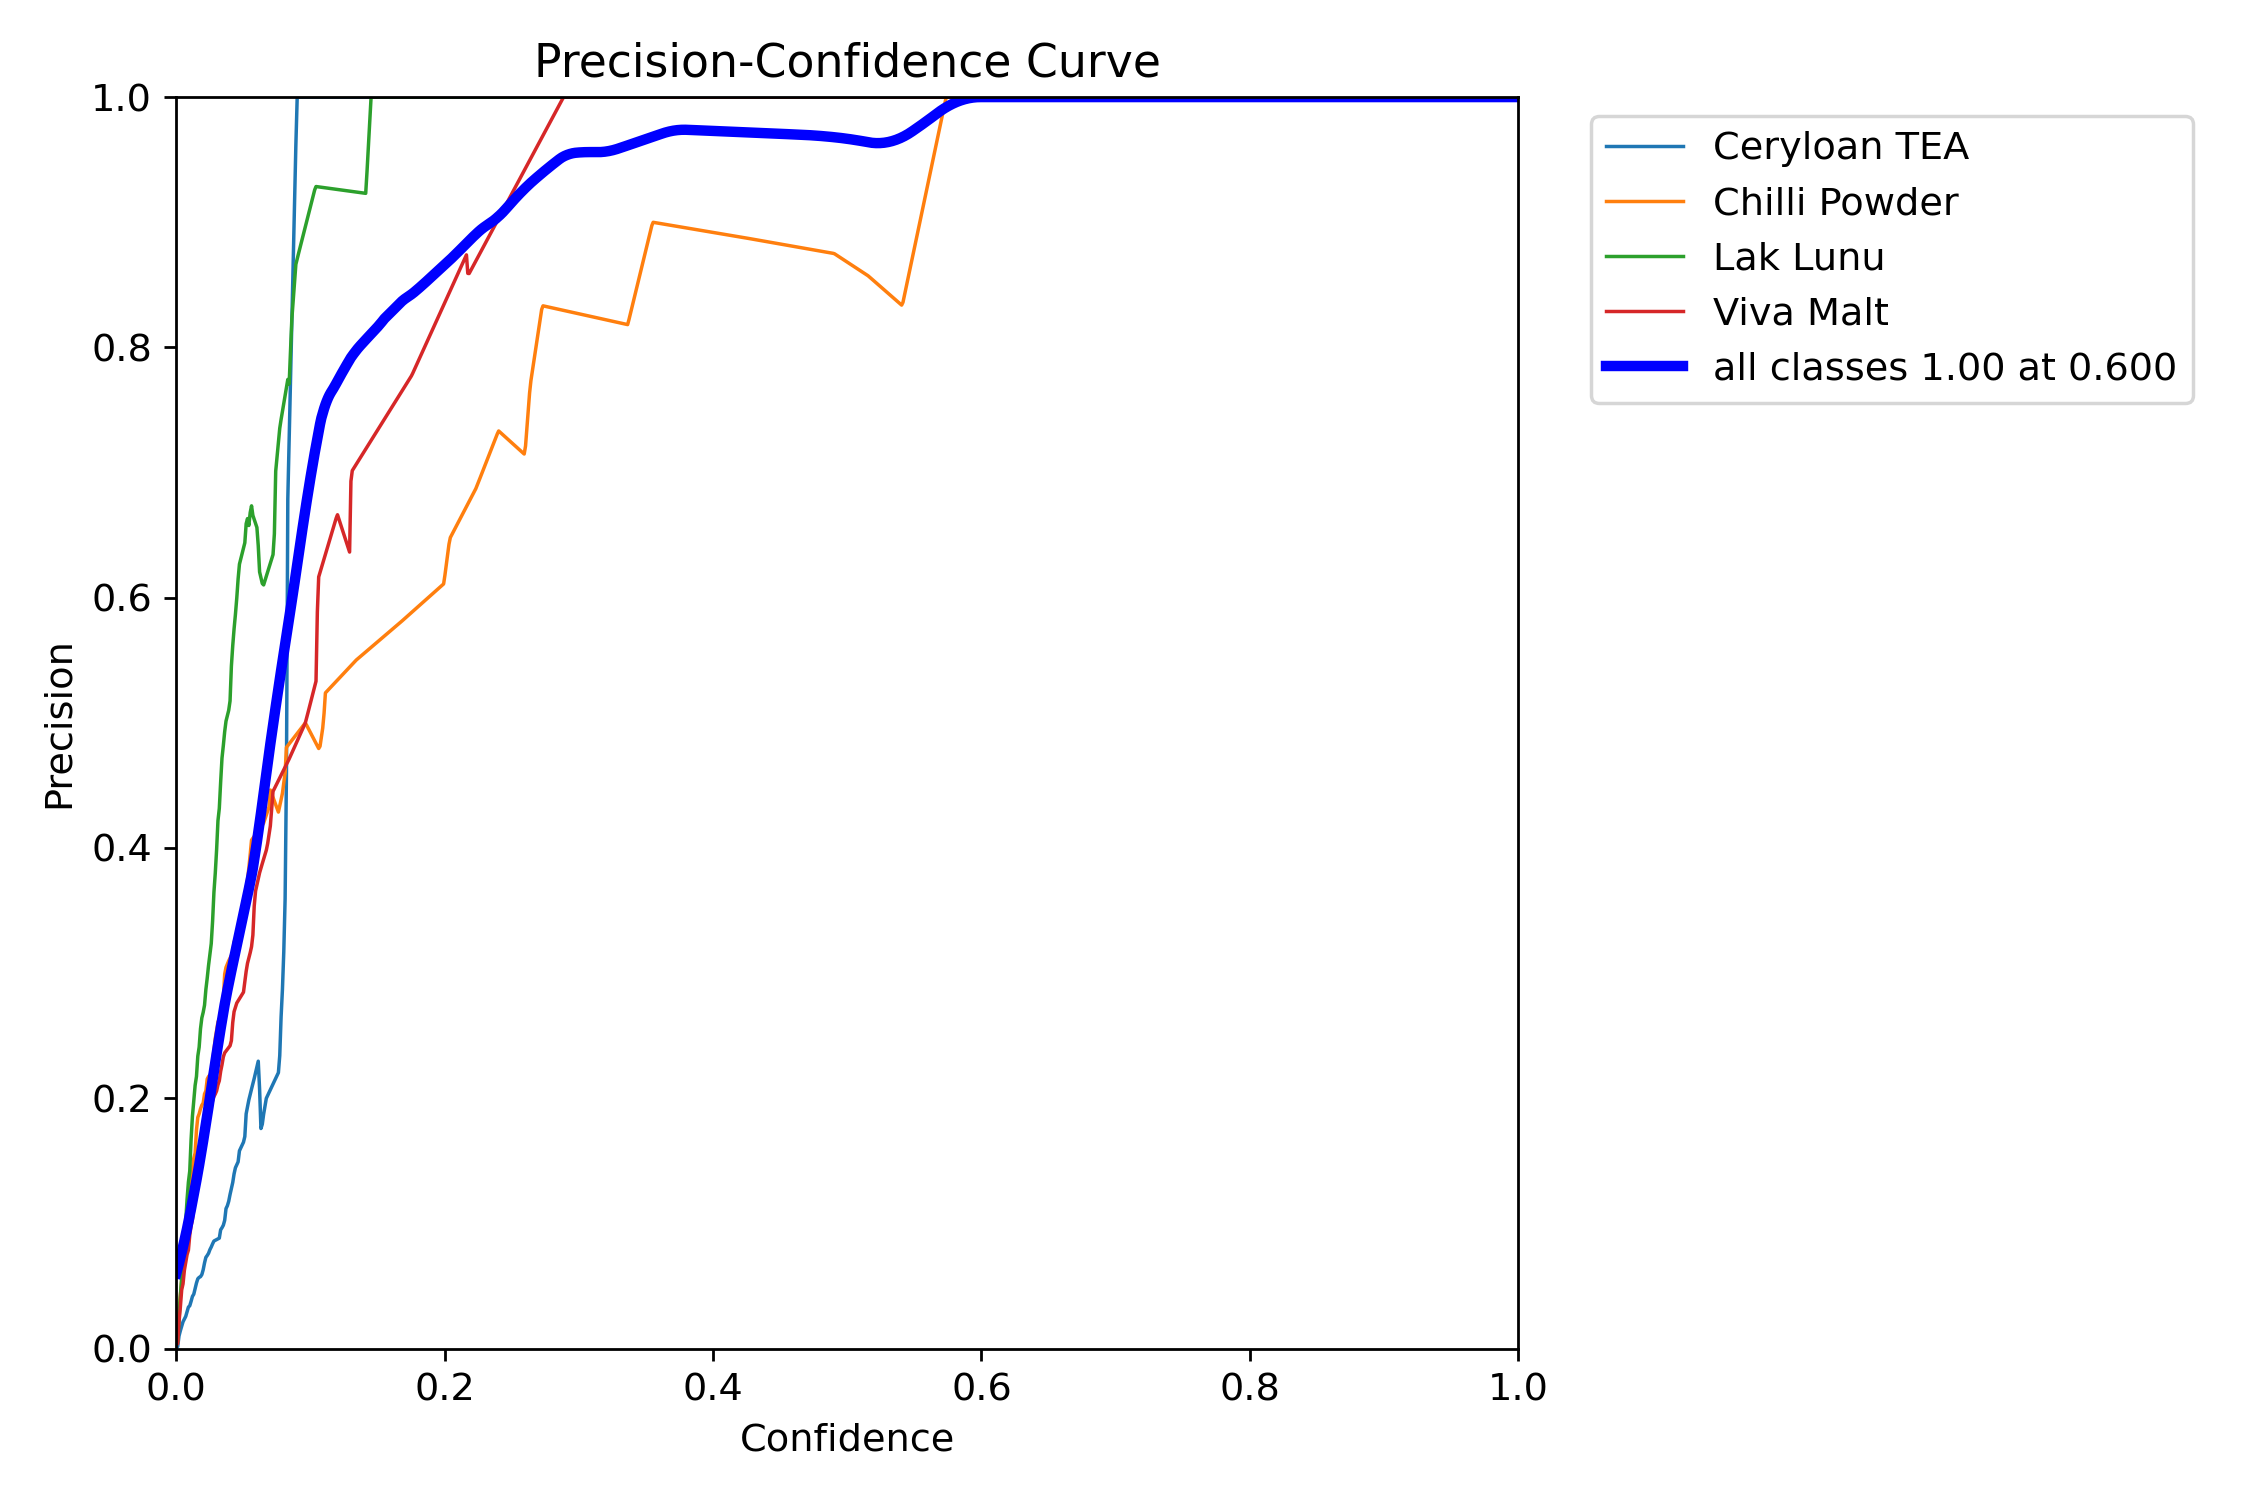 Precision-Confidence Curve
1.0
0.8
0.6
0.4
0.2
0.0
Precision
0.0 0.2 0.4 0.6 0.8 1.0
Confidence
Ceryloan TEA
Chilli Powder
Lak Lunu
Viva Malt
all classes 1.00 at 0.600